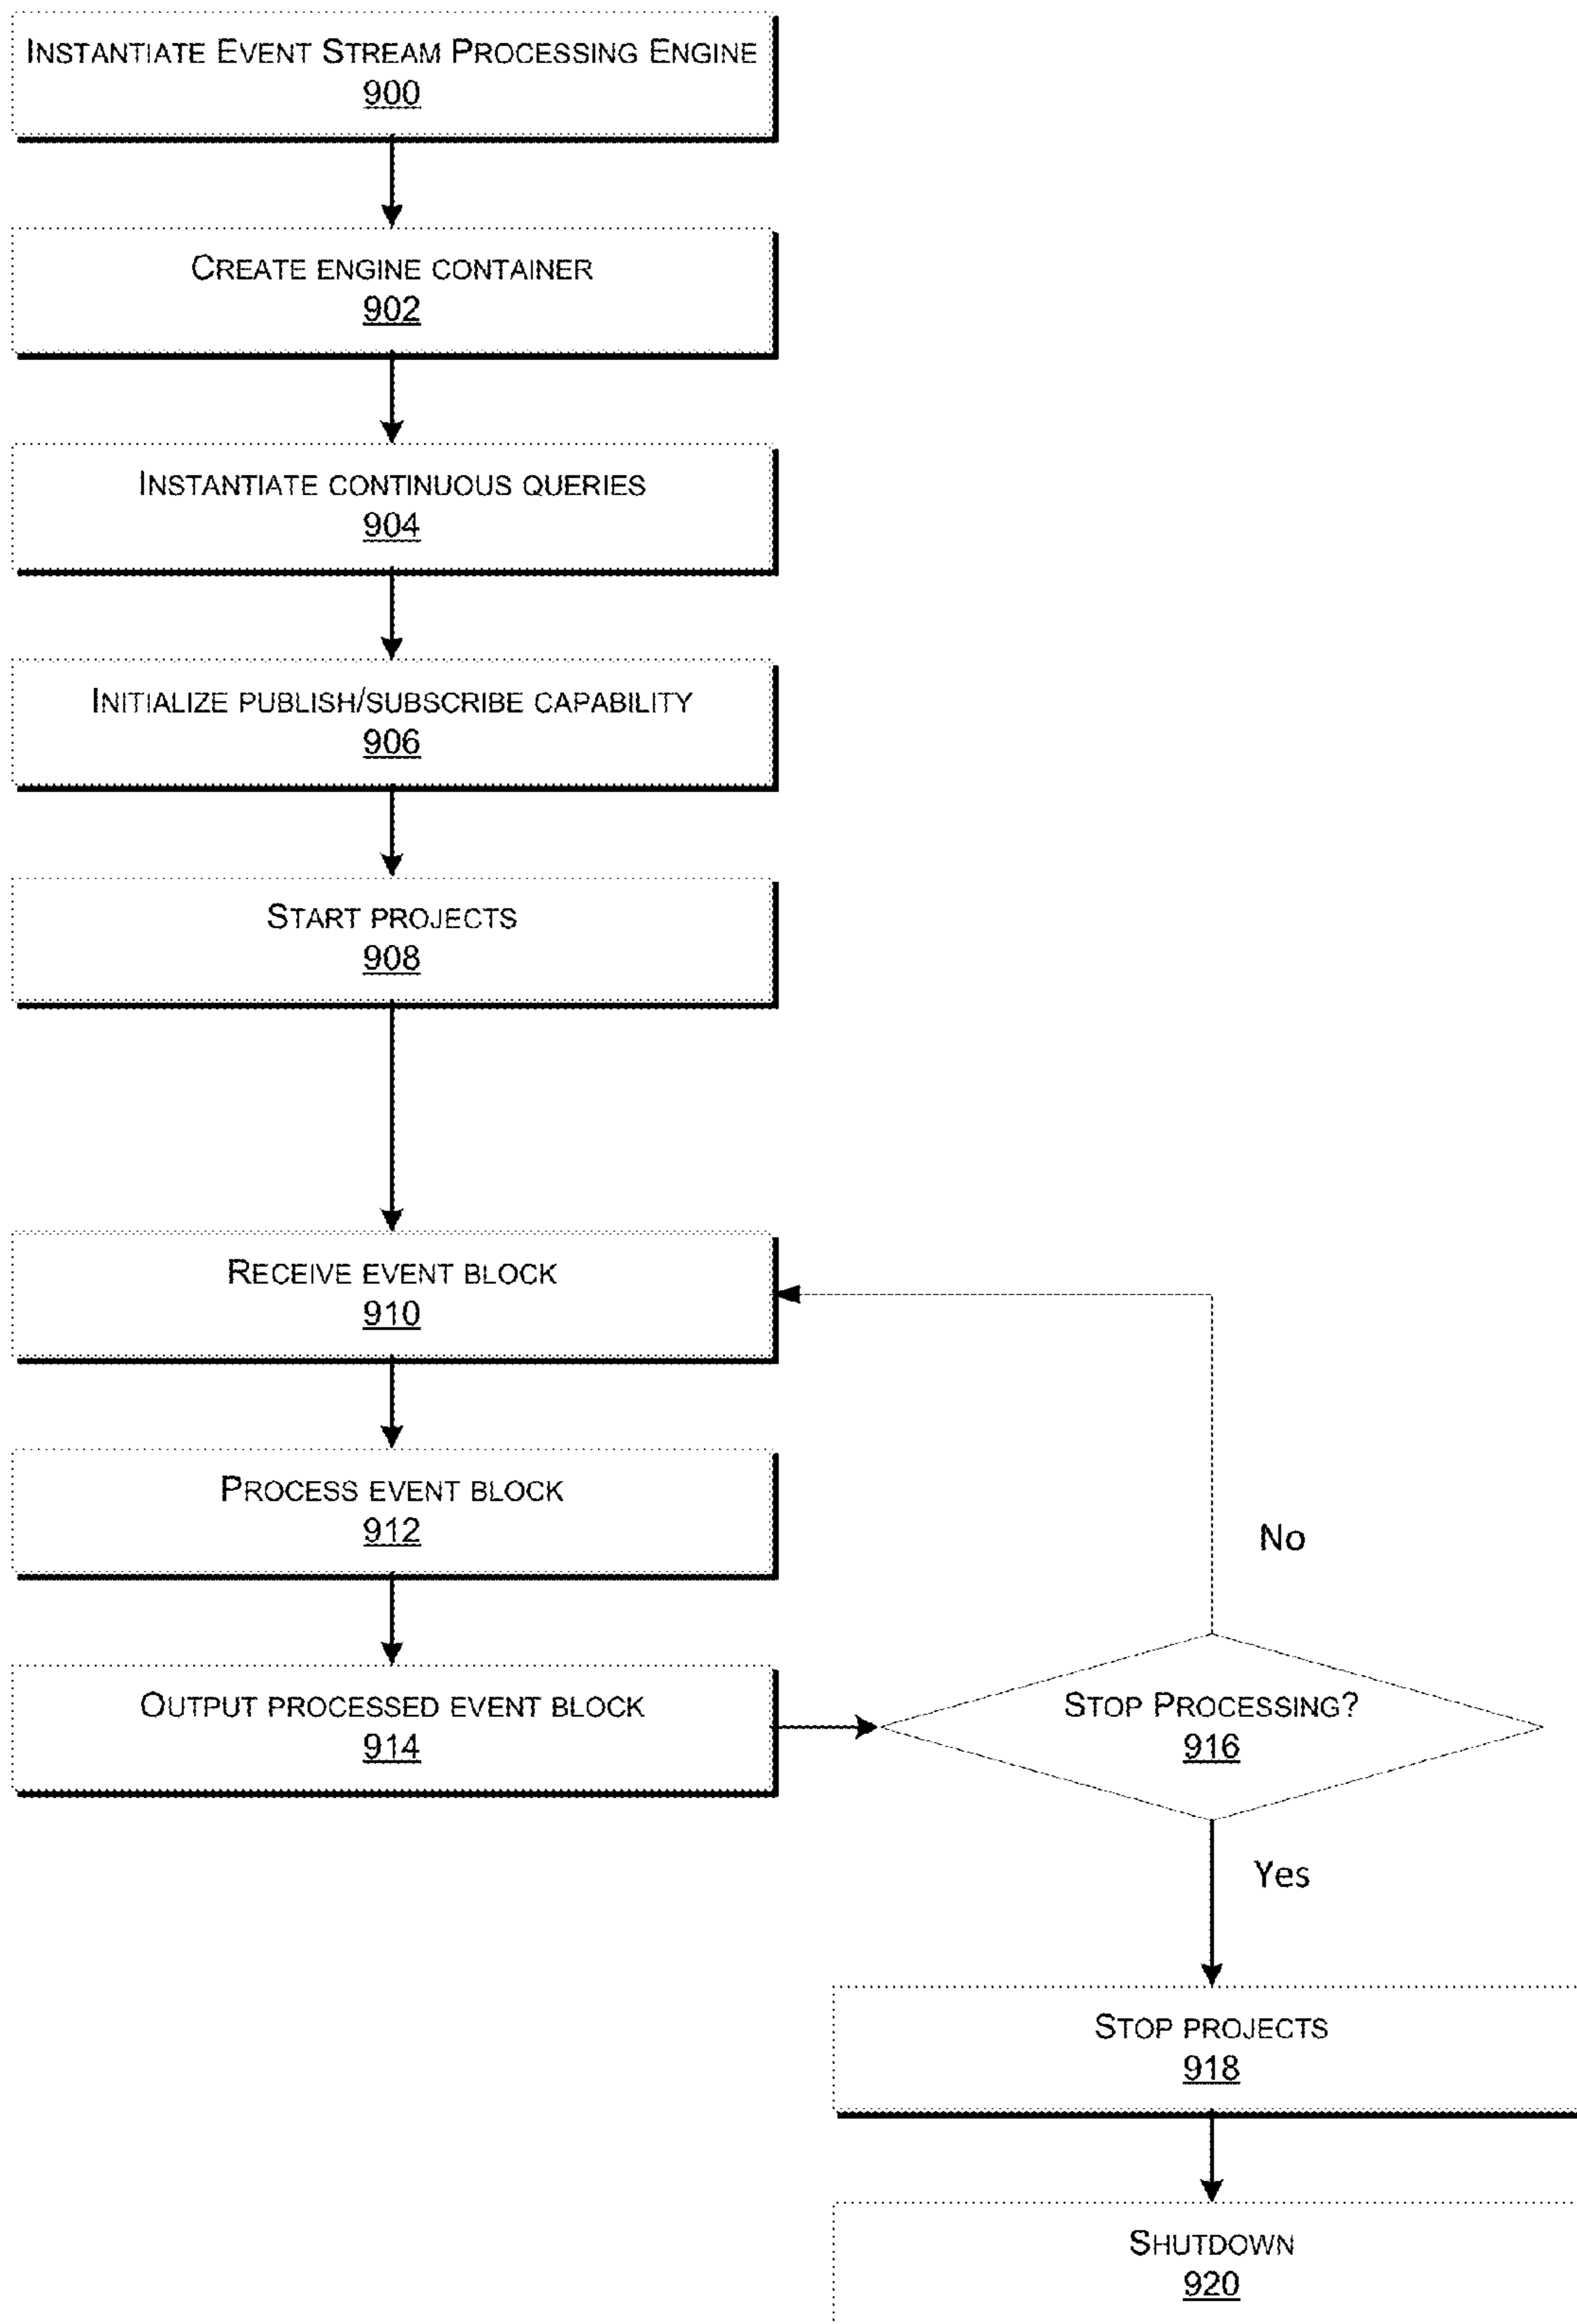 INSTANTIATE EVENT STREAM PROCESSING ENGINE
900
CREATE ENGINE CONTAINER
902
INSTANTIATE CONTINUOUS QUERIES
904
INITIALIZE PUBLISH/SUBSCRIBE CAPABILITY
906
START PROJECTS
908
RECEIVE EVENT BLOCK
910
PROCESS EVENT BLOCK
912
No
OUTPUT PROCESSED EVENT BLOCK
914
STOP PROCESSING?
916
Yes
STOP PROJECTS
918
SHUTDOWN
920